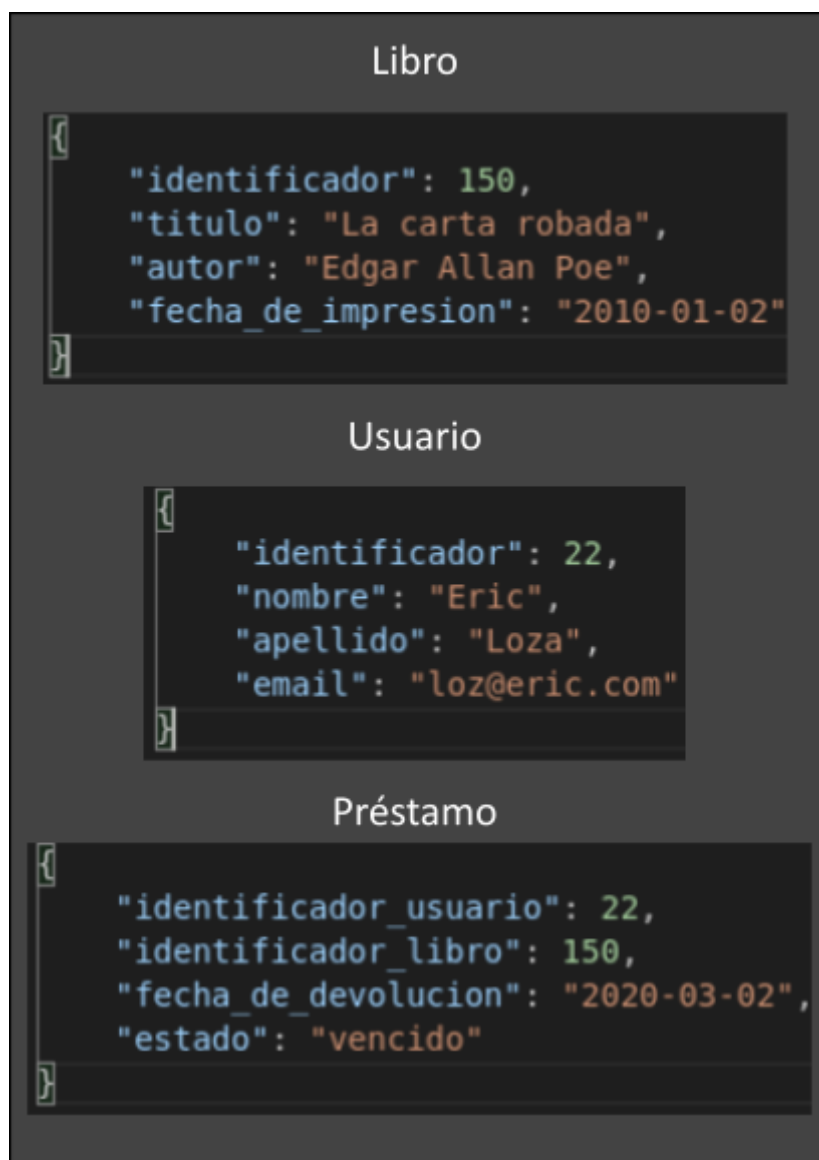 Libro
{
"identificador": 150,
"titulo": "La carta robada",
"autor": "Edgar Allan Poe",
"fecha_de_impresion": "2010-01-02"
}
Usuario
{
"identificador": 22,
"nombre": "Eric",
"apellido": "Loza",
"email": "loz@eric.com"
}
Préstamo
{
"identificador_usuario": 22,
"identificador_libro": 150,
"fecha_de_devolucion": "2020-03-02",
"estado": "vencido"
}